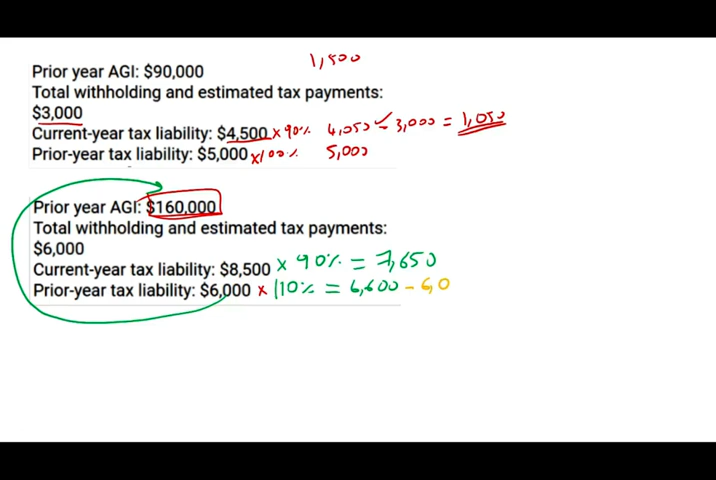 1,500
Prior year AGI: $90,000
Total withholding and estimated tax payments:
$3,000
Current-year tax liability: $4,500 x 90% 4,050 - 3,000 = 1,050
Prior-year tax liability: $5,000 x 100% 5,000
Prior year AGI: $160,000
Total withholding and estimated tax payments:
$6,000
Current-year tax liability: $8,500 x 90% = 7,650
Prior-year tax liability: $6,000 x 110% = 6,600 - 6,0